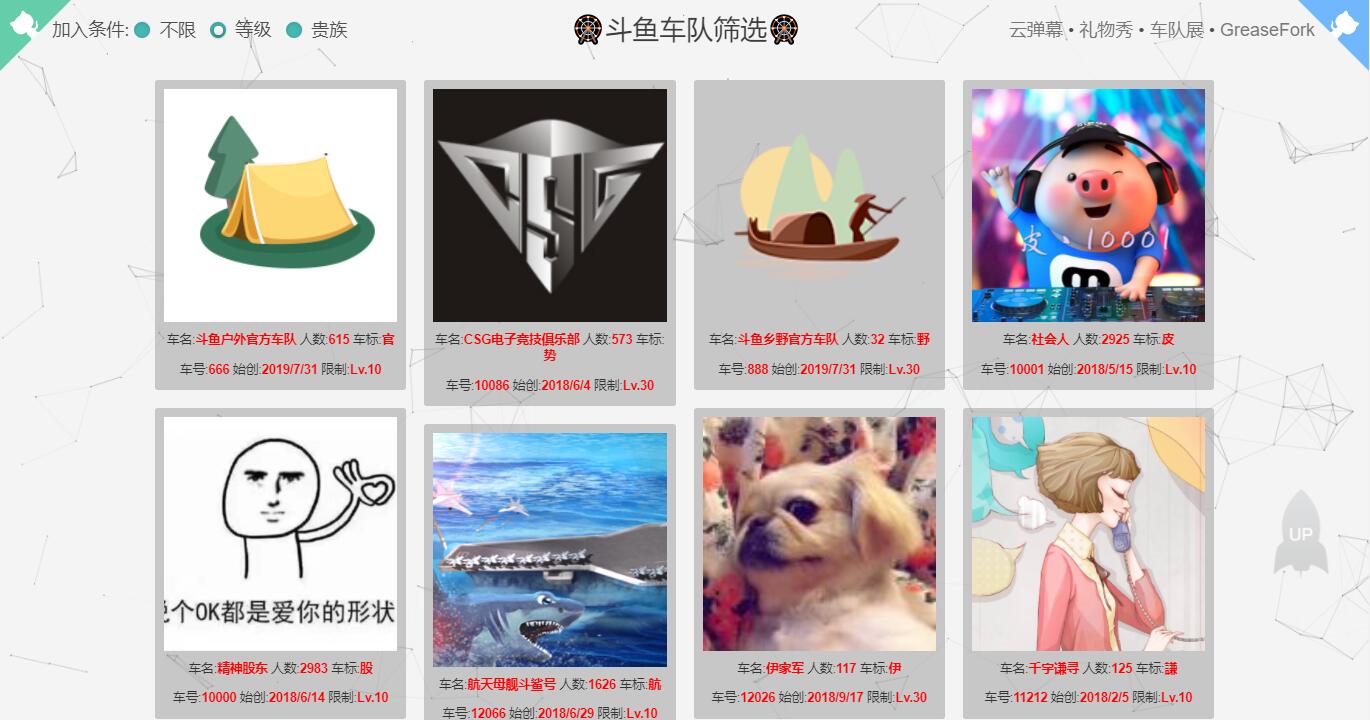 加入条件: 不限 等级 贵族
斗鱼车队筛选
云弹幕 • 礼物秀 • 车队展 • GreaseFork
车名:斗鱼户外官方车队 人数:615 车标:官
车号:666 始创:2019/7/31 限制:Lv.10
CSG
车名:CSG电子竞技俱乐部 人数:573 车标:
势
车号:10086 始创:2018/6/4 限制:Lv.30
车名:斗鱼乡野官方车队 人数:32 车标:野
车号:888 始创:2019/7/31 限制:Lv.30
皮、10001
车名:社会人 人数:2925 车标:皮
车号:10001 始创:2018/5/15 限制:Lv.10
个OK都是爱你的形状
车名:精神股东 人数:2983 车标:股
车号:10000 始创:2018/6/14 限制:Lv.10
车名:航天母舰斗鲨号 人数:1626 车标:航
车号:12066 始创:2018/6/29 限制:Lv.10
车名:伊家军 人数:117 车标:伊
车号:12026 始创:2018/9/17 限制:Lv.30
车名:千字谦寻 人数:125 车标:謙
车号:11212 始创:2018/2/5 限制:Lv.10
UP